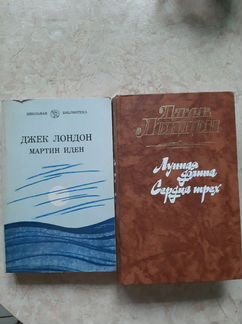 ШКОЛЬНАЯ БИБЛИОТЕКА
ДЖЕК ЛОНДОН
МАРТИН ИДЕН
Джек
Лондон
Лунная
долина
Сердца трех